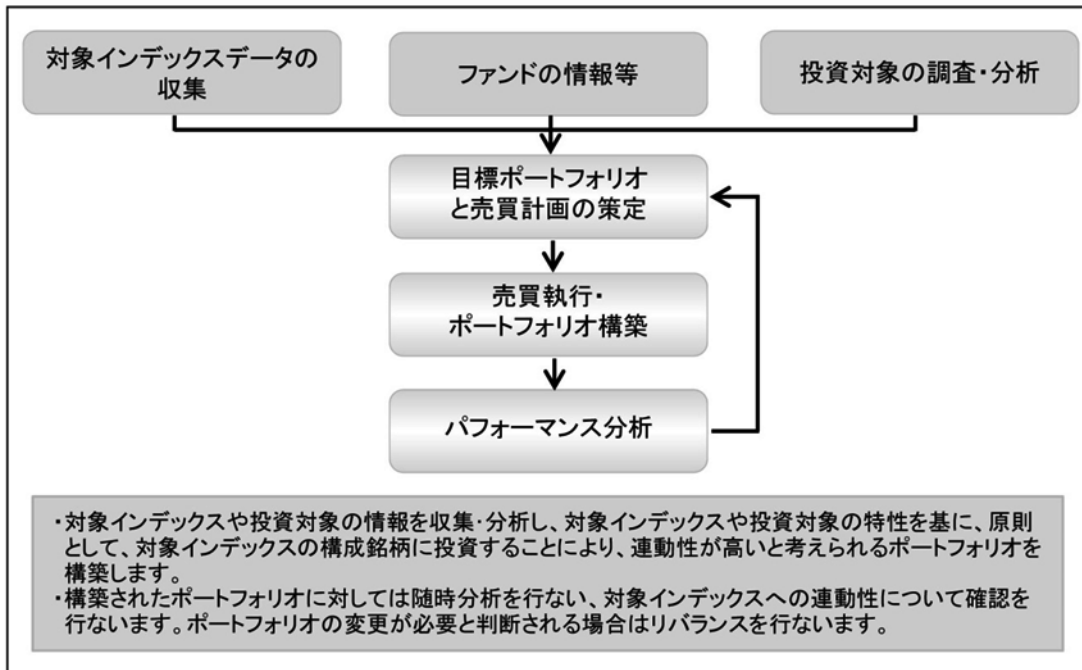 対象インデックスデータの
収集
ファンドの情報等
投資対象の調査・分析
目標ポートフォリオ
と売買計画の策定
売買執行・
ポートフォリオ構築
パフォーマンス分析
・対象インデックスや投資対象の情報を収集・分析し、対象インデックスや投資対象の特性を基に、原則
として、対象インデックスの構成銘柄に投資することにより、連動性が高いと考えられるポートフォリオを
構築します。
・構築されたポートフォリオに対しては随時分析を行ない、対象インデックスへの連動性について確認を
行ないます。ポートフォリオの変更が必要と判断される場合はリバランスを行ないます。